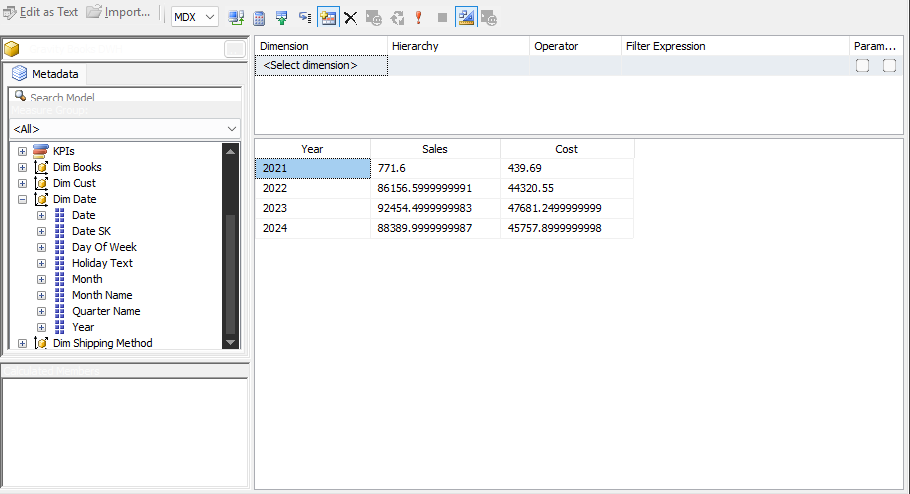 Edit as Text Import... MDX
Metadata
Search Model
<All>
KPIs
Dim Books
Dim Cust
Dim Date
Date
Date SK
Day Of Week
Holiday Text
Month
Month Name
Quarter Name
Year
Dim Shipping Method
Calculated Members
Dimension Hierarchy Operator Filter Expression Param...
<Select dimension>
Year Sales Cost
2021 771.6 439.69
2022 86156.5999999991 44320.55
2023 92454.4999999983 47681.2499999999
2024 88389.9999999987 45757.8999999998